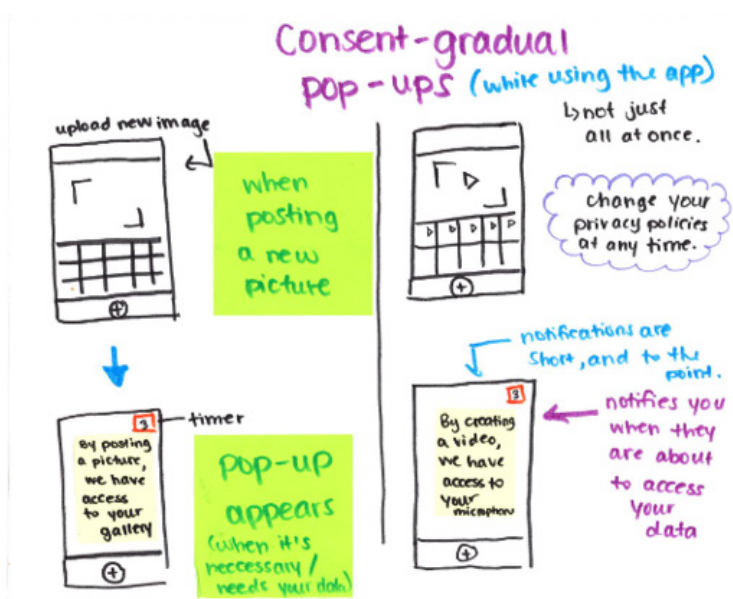 Consent-gradual
pop-ups (while using the app)
↳ not just
all at once.
upload new image
when
posting
a new
picture
change your
privacy policies
at any time.
notifications are
short, and to the
point.
3
timer
By posting
a picture,
we have
access
to your
gallery
pop-up
appears
(when it's
neccessary/
needs your data)
3
By creating
a video,
we have
access to
your
microphone
notifies you
when they
are about
to access
your
data